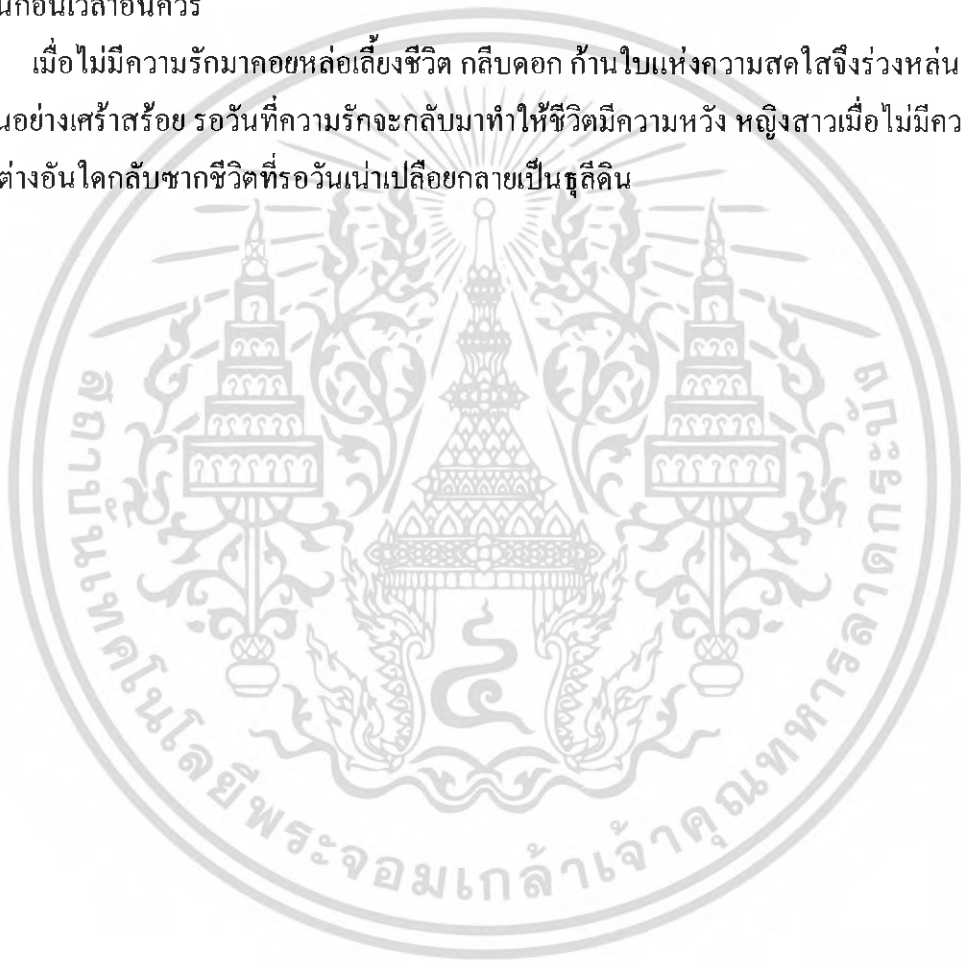 นก่อนเวลาอันควร
เมื่อไม่มีความรักมาคอยหล่อเลี้ยงชีวิต กลีบดอก ก้านใบแห่งความสดใสจึงร่วงหล่น
นอย่างเศร้าสร้อย รอวันที่ความรักจะกลับมาทำให้ชีวิตมีความหวัง หญิงสาวเมื่อไม่มีคว
ต่างอันใดกลับซากชีวิตที่รอวันเน่าเปลือยกลายเป็นธุลีดิน
สถาบันเทคโนโลยีพระจอมเกล้าเจ้าคุณทหารลาดกระบัง